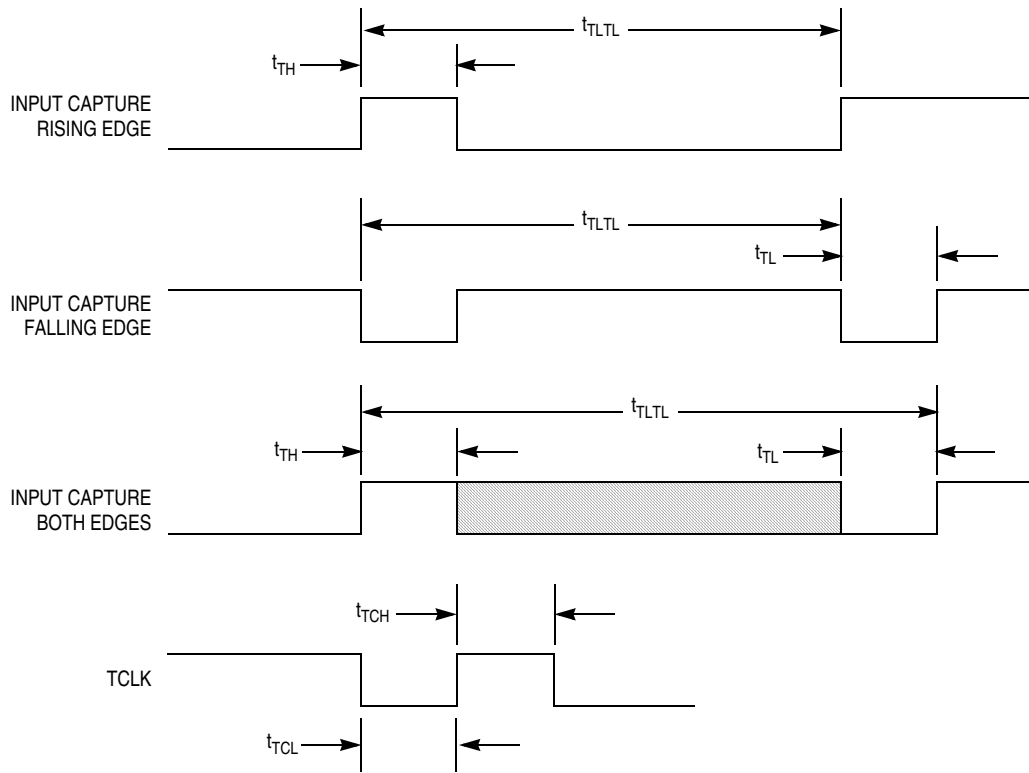 tTLTL
tTH
INPUT CAPTURE
RISING EDGE
tTLTL
tTL
INPUT CAPTURE
FALLING EDGE
tTLTL
tTH
tTL
INPUT CAPTURE
BOTH EDGES
tTCH
TCLK
tTCL